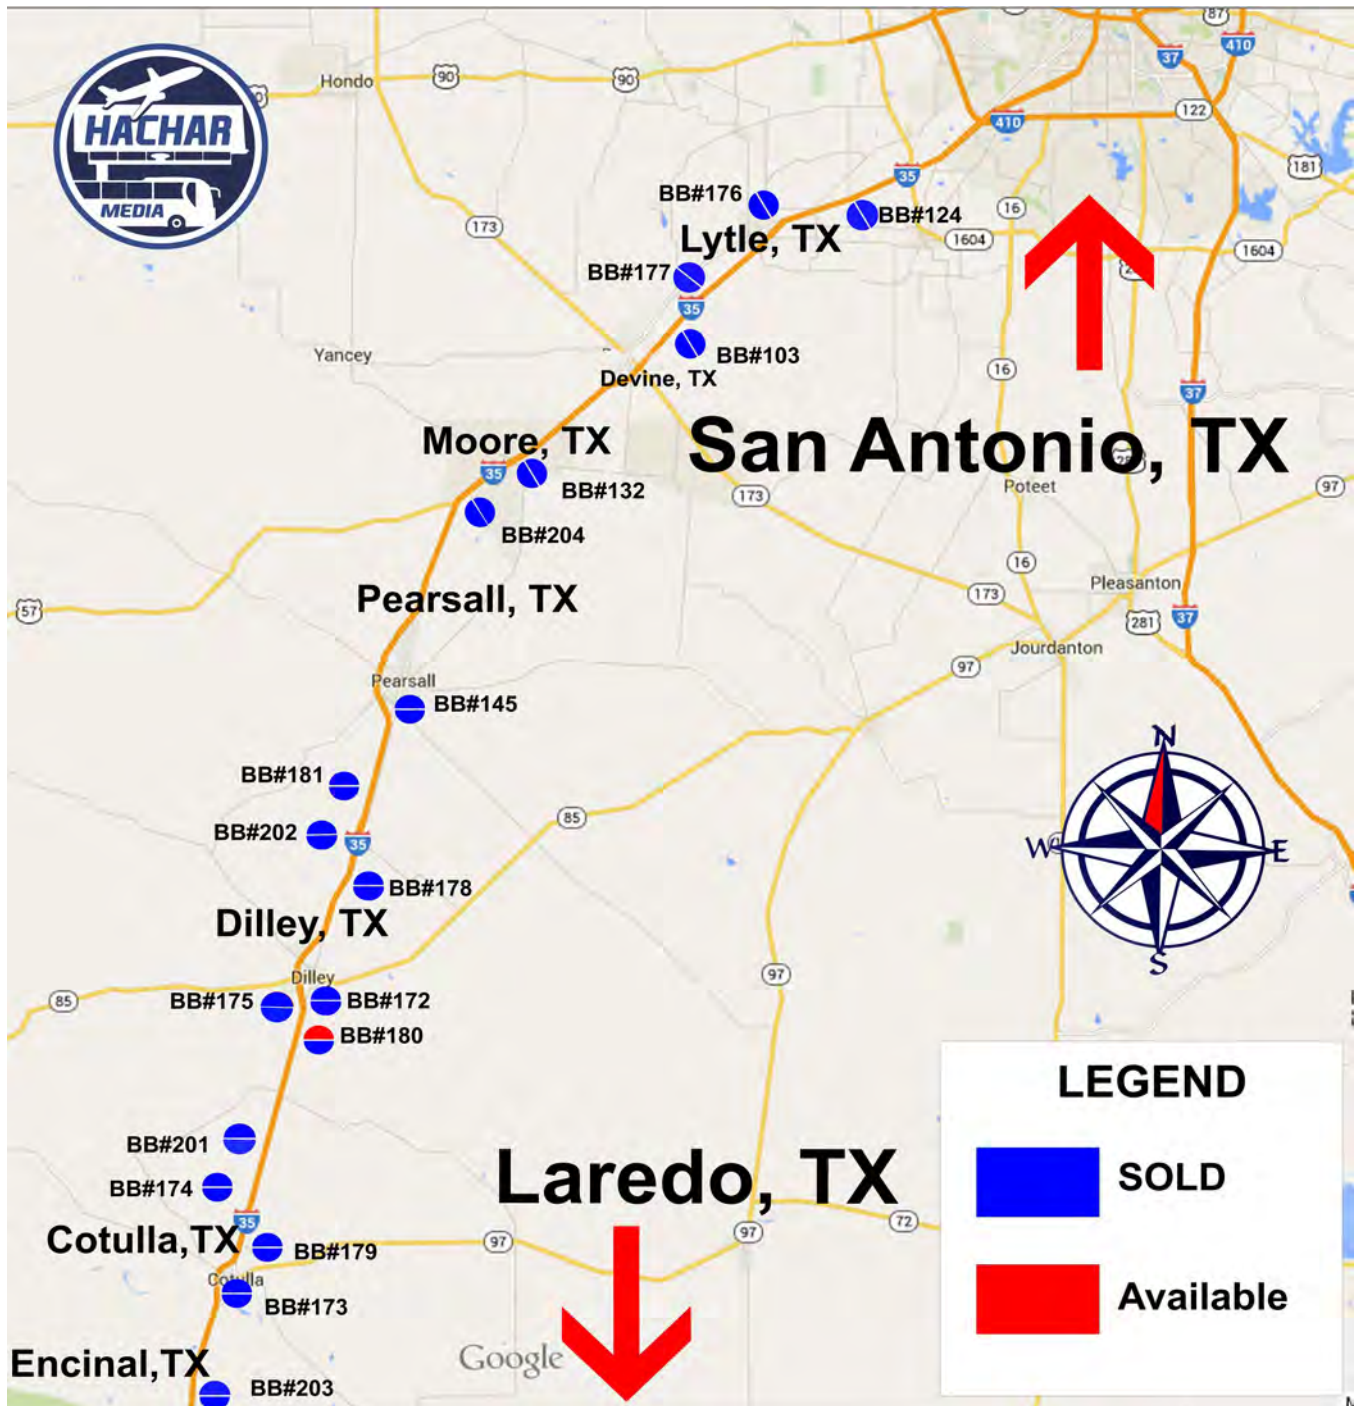 87
410
37
Hondo
90
90
122
HACHAR
MEDIA
410
181
35
BB#176
16
BB#124
173
Lytle, TX
1604
1604
BB#177
35
Yancey
BB#103
Devine, TX
16
37
Moore, TX
San Antonio, TX
35
BB#132
Poteet
97
173
BB#204
16
Pearsall, TX
Pleasanton
173
57
281
37
Jourdanton
97
Pearsall
BB#145
N
BB#181
85
BB#202
35
W
E
BB#178
Dilley, TX
S
Dilley
97
85
BB#175
BB#172
BB#180
LEGEND
BB#201
Laredo, TX
SOLD
BB#174
35
72
Cotulla,TX
97
97
BB#179
Cotulla
Available
BB#173
Encinal,TX
Google
BB#203